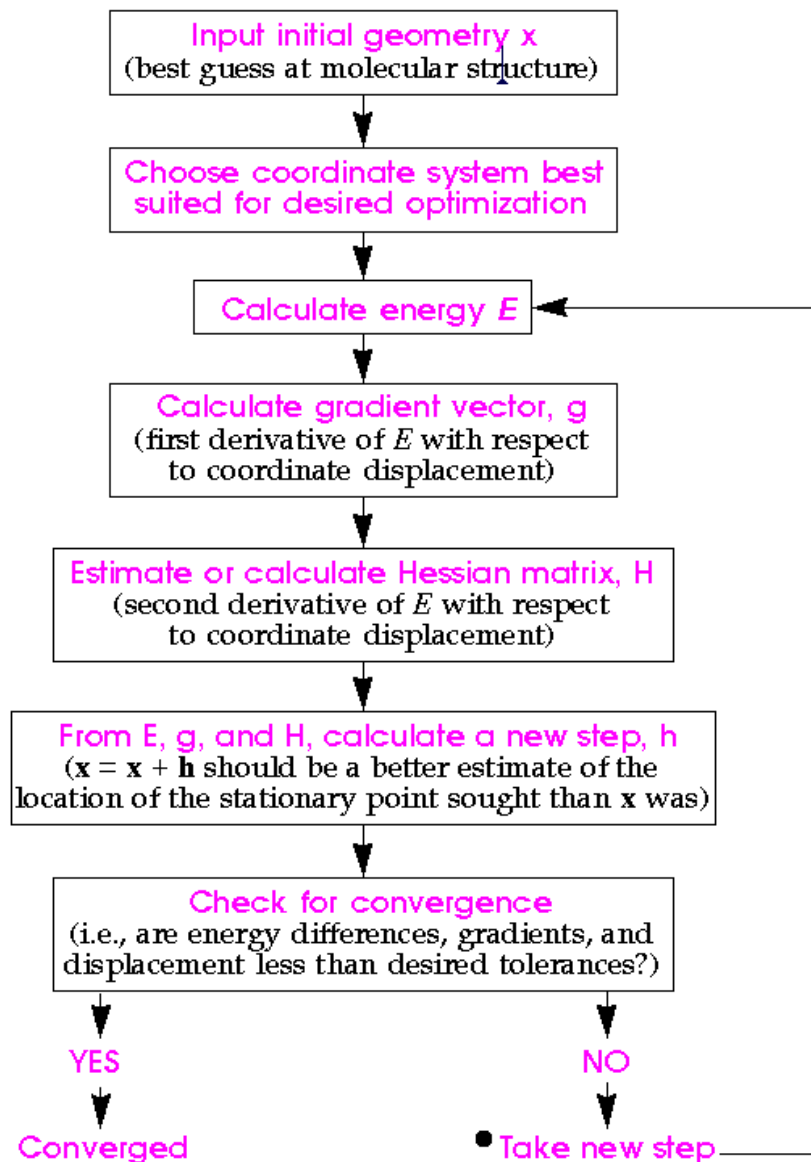 Input initial geometry x
(best guess at molecular structure)
Choose coordinate system best
suited for desired optimization
Calculate energy E
Calculate gradient vector, g
(first derivative of E with respect
to coordinate displacement)
Estimate or calculate Hessian matrix, H
(second derivative of E with respect
to coordinate displacement)
From E, g, and H, calculate a new step, h
(x = x + h should be a better estimate of the
location of the stationary point sought than x was)
Check for convergence
(i.e., are energy differences, gradients, and
displacement less than desired tolerances?)
YES
NO
Converged
Take new step